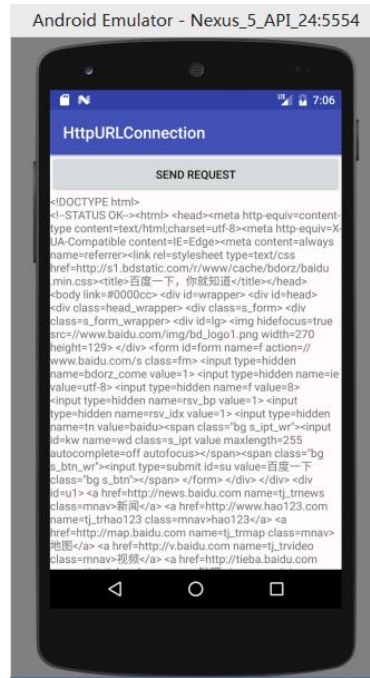 Android Emulator - Nexus_5_API_24:5554
LTE 7:06
HttpURLConnection
SEND REQUEST
<!DOCTYPE html>
<!--STATUS OK--><html> <head><meta http-equiv=content-
type content=text/html;charset=utf-8><meta http-equiv=X-
UA-Compatible content=IE=Edge><meta content=always
name=referrer><link rel=stylesheet type=text/css
href=http://s1.bdstatic.com/r/www/cache/bdorz/baidu
.min.css><title>百度一下，你就知道</title></head>
<body link=#0000cc> <div id=wrapper> <div id=head>
<div class=head_wrapper> <div class=s_form> <div
class=s_form_wrapper> <div id=lg> <img hidefocus=true
src=//www.baidu.com/img/bd_logo1.png width=270
height=129> </div> <form id=form name=f action=//
www.baidu.com/s class=fm> <input type=hidden
name=bdorz_come value=1> <input type=hidden name=ie
value=utf-8> <input type=hidden name=f value=8>
<input type=hidden name=rsv_bp value=1> <input
type=hidden name=rsv_idx value=1> <input type=hidden
name=tn value=baidu><span class="bg s_ipt_wr"><input
id=kw name=wd class=s_ipt value maxlength=255
autocomplete=off autofocus></span><span class="bg
s_btn_wr"><input type=submit id=su value=百度一下
class="bg s_btn"></span> </form> </div> </div> <div
id=u1> <a href=http://news.baidu.com name=tj_trnews
class=mnav>新闻</a> <a href=http://www.hao123.com
name=tj_trhao123 class=mnav>hao123</a> <a
href=http://map.baidu.com name=tj_trmap class=mnav>
地图</a> <a href=http://v.baidu.com name=tj_trvideo
class=mnav>视频</a> <a href=http://tieba.baidu.com